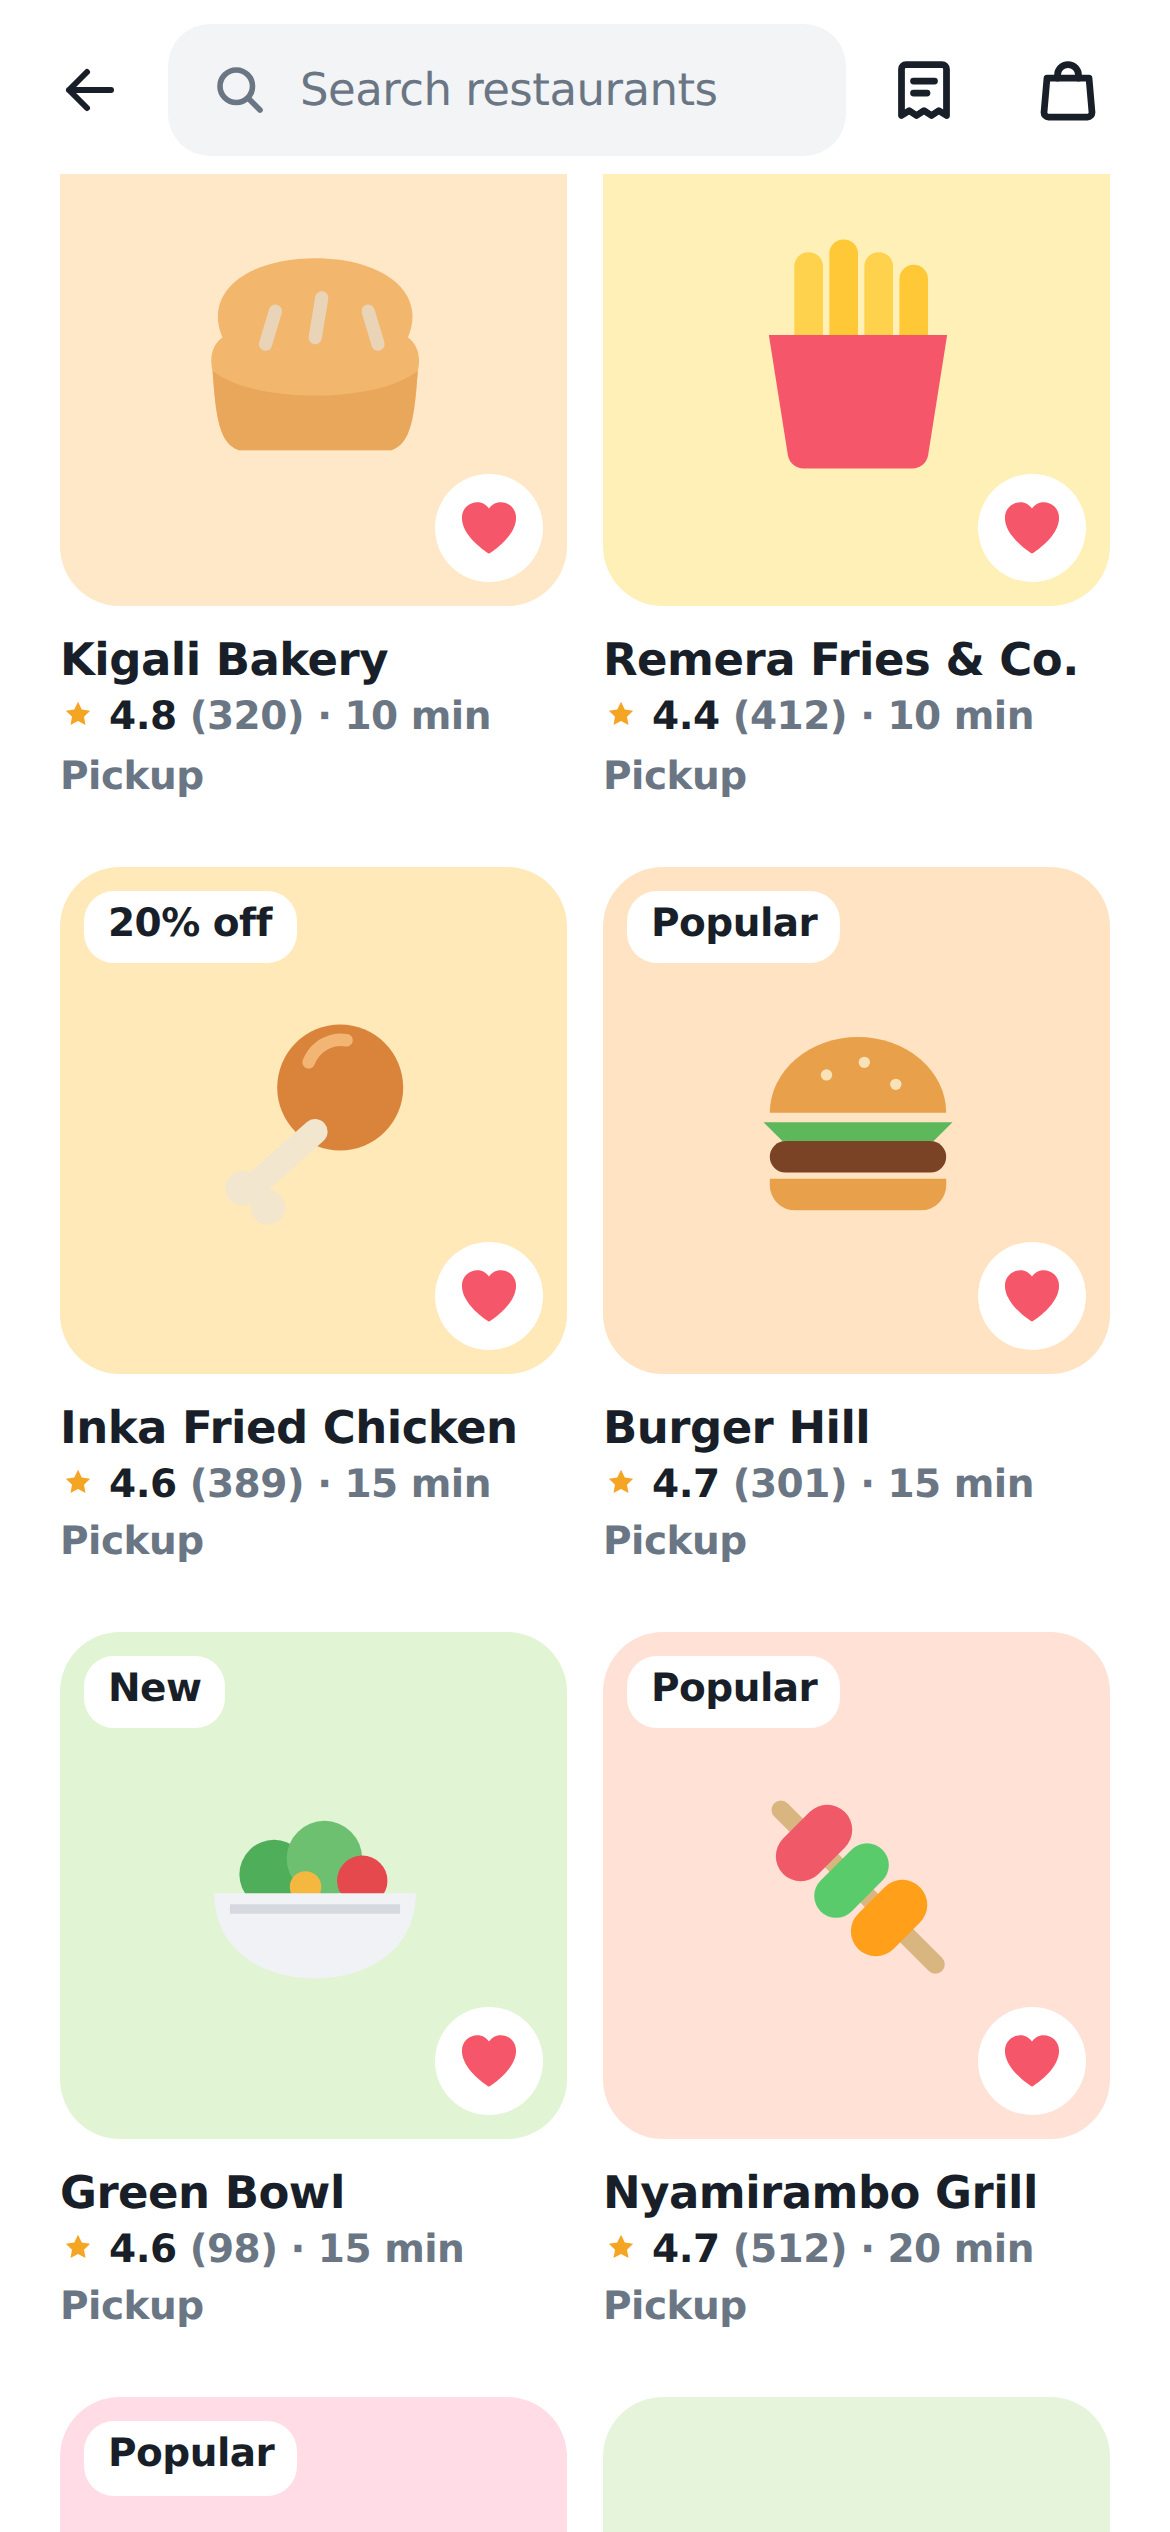 Search restaurants
Kigali Bakery
4.8 (320) · 10 min
Pickup
Remera Fries & Co.
4.4 (412) · 10 min
Pickup
20% off
Inka Fried Chicken
4.6 (389) · 15 min
Pickup
Popular
Burger Hill
4.7 (301) · 15 min
Pickup
New
Green Bowl
4.6 (98) · 15 min
Pickup
Popular
Nyamirambo Grill
4.7 (512) · 20 min
Pickup
Popular